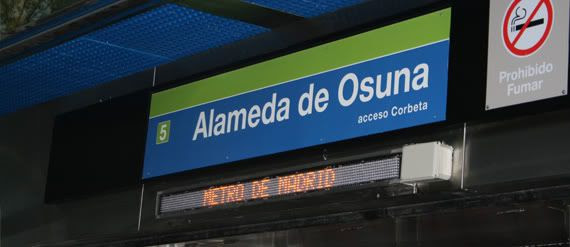 5
Alameda de Osuna
acceso Corbeta
METRO DE MADRID
Prohibido
Fumar